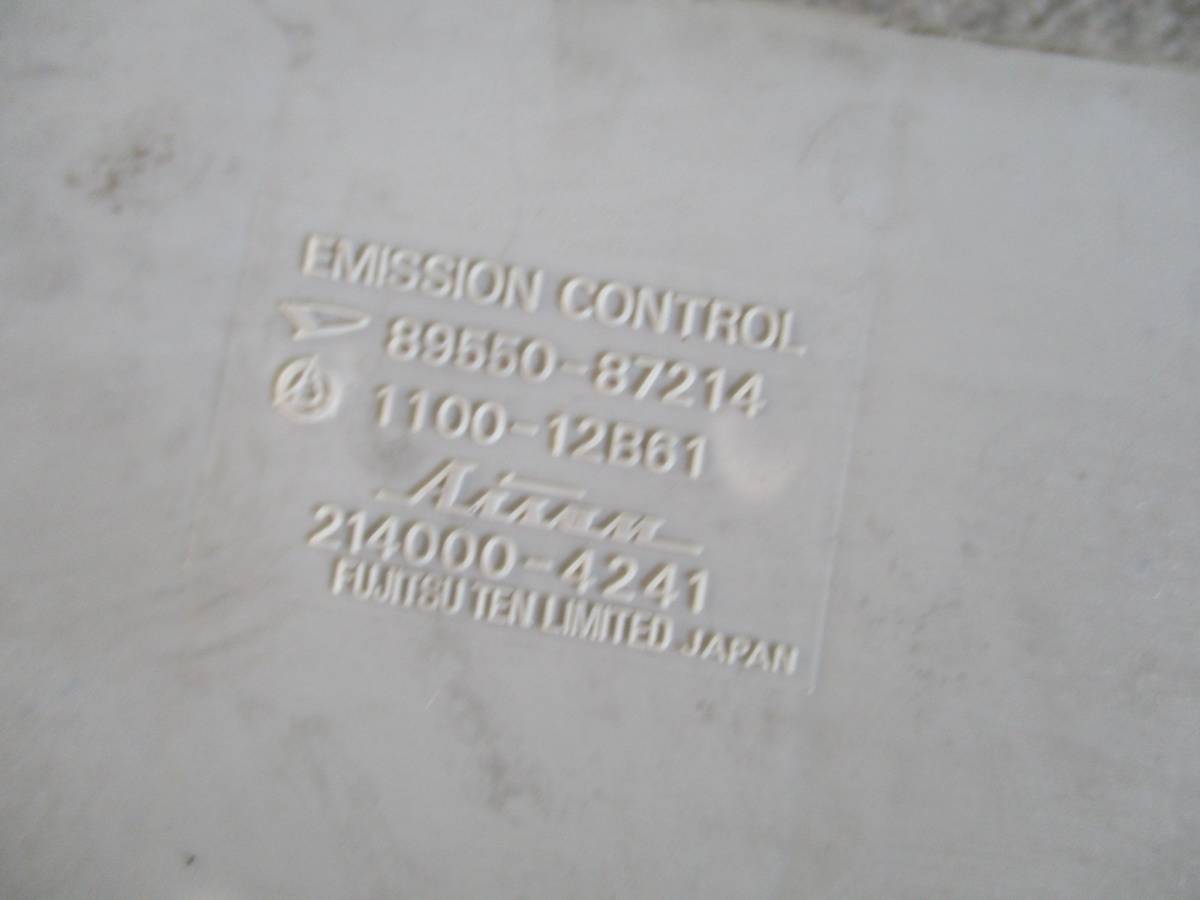 EMISSION CONTROL
89550-87214
1100-12B61
214000-4241
FUJITSU TEN LIMITED JAPAN